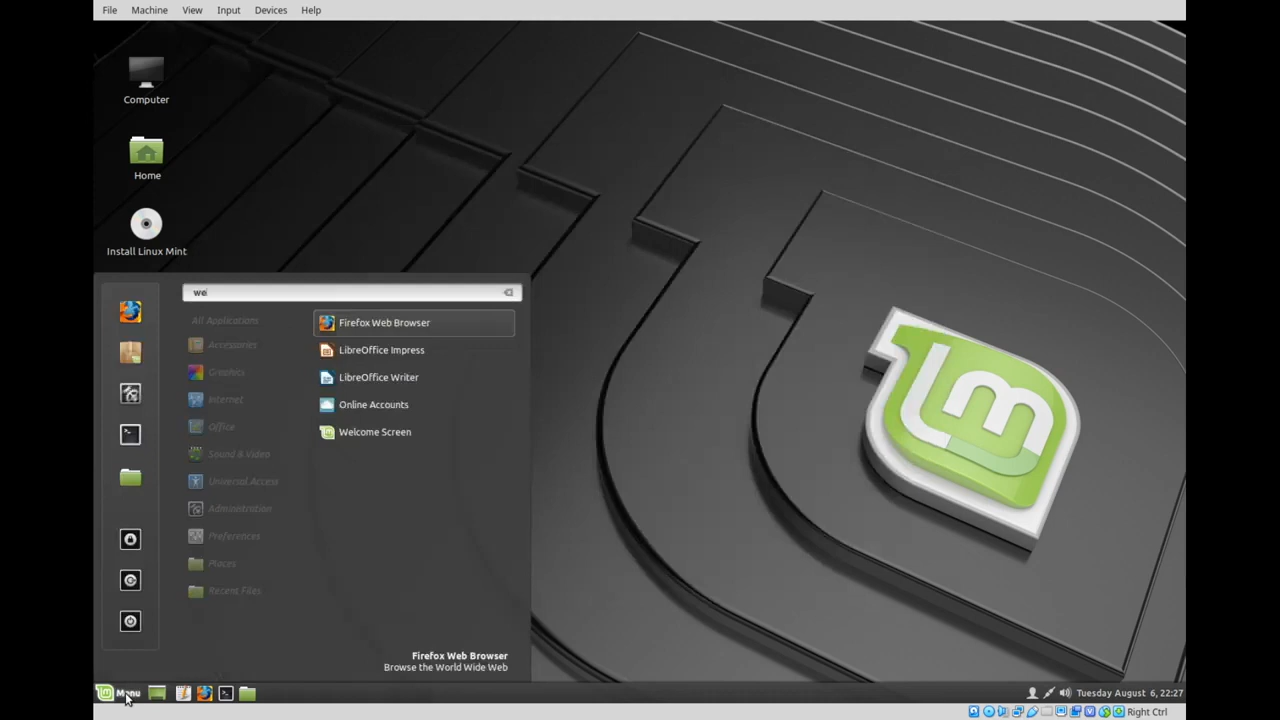 File Machine View Input Devices Help
Computer
Home
Install Linux Mint
we
All Applications
Accessories
Graphics
Internet
Office
Sound & Video
Universal Access
Administration
Preferences
Places
Recent Files
Firefox Web Browser
LibreOffice Impress
LibreOffice Writer
Online Accounts
Welcome Screen
Firefox Web Browser
Browse the World Wide Web
lm
Menu
Tuesday August 6, 22:27
Right Ctrl